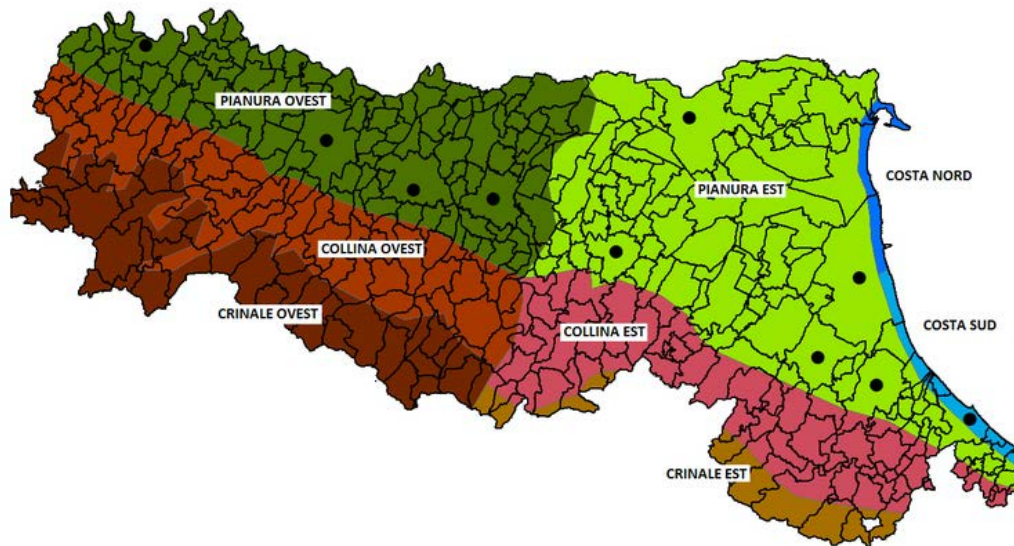 PIANURA OVEST
COSTA NORD
PIANURA EST
COLLINA OVEST
CRINALE OVEST
COSTA SUD
COLLINA EST
CRINALE EST